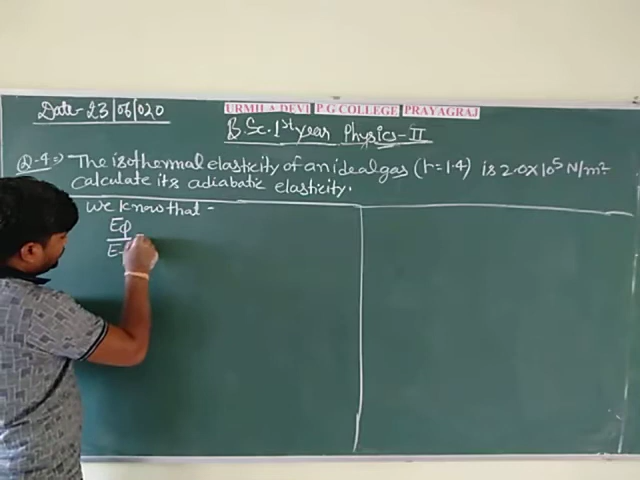 Date- 23/06/020
URMILA DEVI P.G COLLEGE PRAYAGRAJ
B.Sc. 1st year Physics-II
Q.4⇒ The isothermal elasticity of an ideal gas (r=1.4) is 2.0×10⁵ N/m²
calculate its adiabatic elasticity.
We know that -
Eφ
E